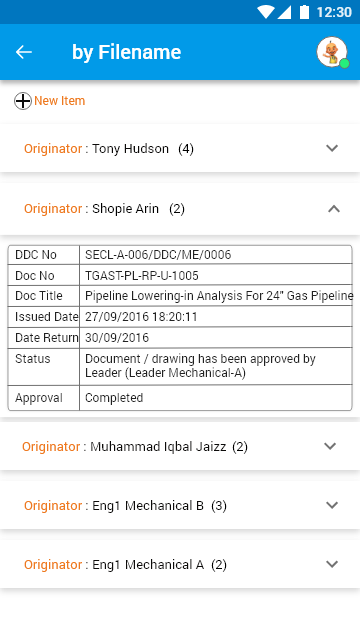 12:30
by Filename
New Item
Originator : Tony Hudson (4)
Originator : Shopie Arin (2)
DDC No SECL-A-006/DDC/ME/0006
Doc No TGAST-PL-RP-U-1005
Doc Title Pipeline Lowering-in Analysis For 24" Gas Pipeline
Issued Date 27/09/2016 18:20:11
Date Return 30/09/2016
Status Document / drawing has been approved by
Leader (Leader Mechanical-A)
Approval Completed
Originator : Muhammad Iqbal Jaizz (2)
Originator : Eng1 Mechanical B (3)
Originator : Eng1 Mechanical A (2)